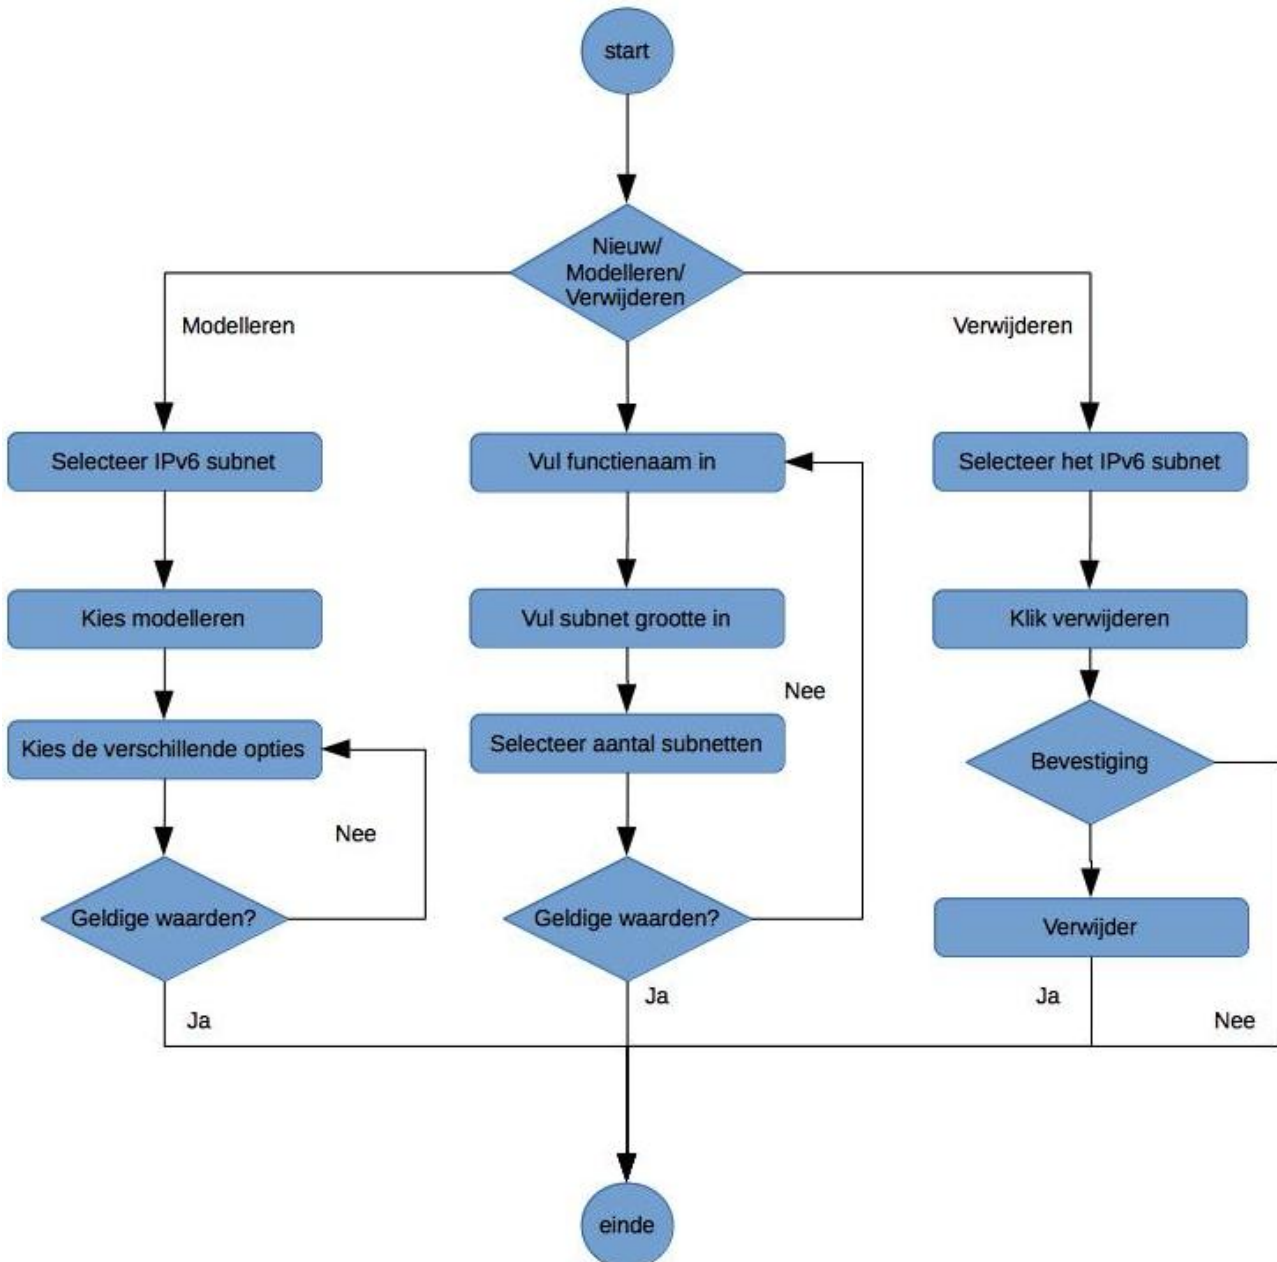 start
Nieuw/
Modelleren/
Verwijderen
Modelleren
Verwijderen
Selecteer IPv6 subnet
Vul functienaam in
Selecteer het IPv6 subnet
Kies modelleren
Vul subnet grootte in
Klik verwijderen
Nee
Kies de verschillende opties
Selecteer aantal subnetten
Bevestiging
Nee
Geldige waarden?
Geldige waarden?
Verwijder
Ja
Ja
Ja
Nee
einde